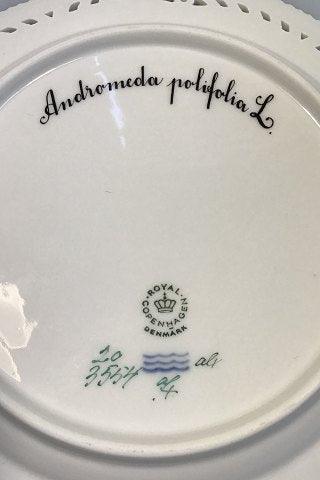 Andromeda polifolia L.
ROYAL
COPENHAGEN
DENMARK
20
3554